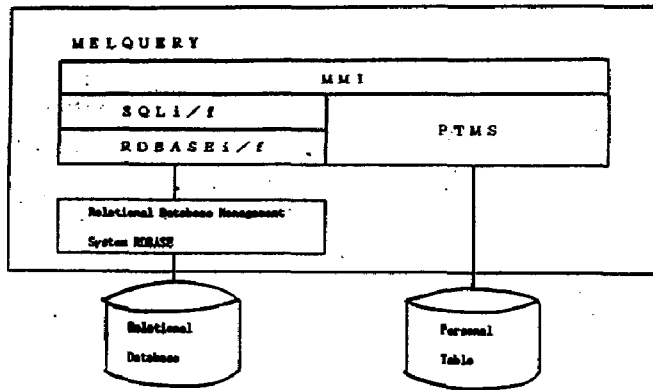 MELQUERY
MMI
SQLi/f
PTMS
RDBASEi/f
Relational Database Management
System RDBASE
Relational
Database
Personal
Table